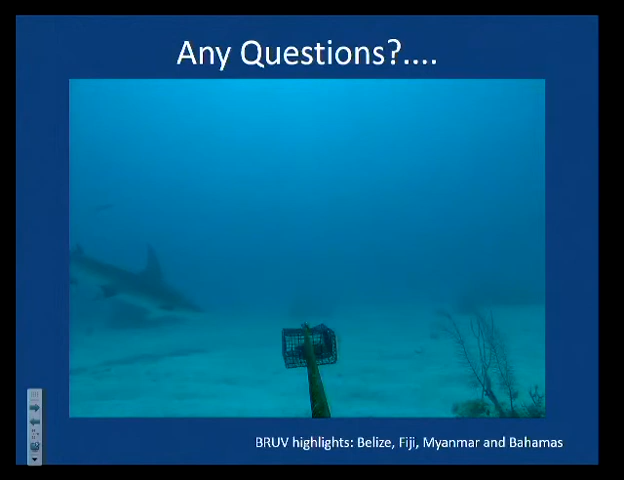 Any Questions?....
BRUV highlights: Belize, Fiji, Myanmar and Bahamas